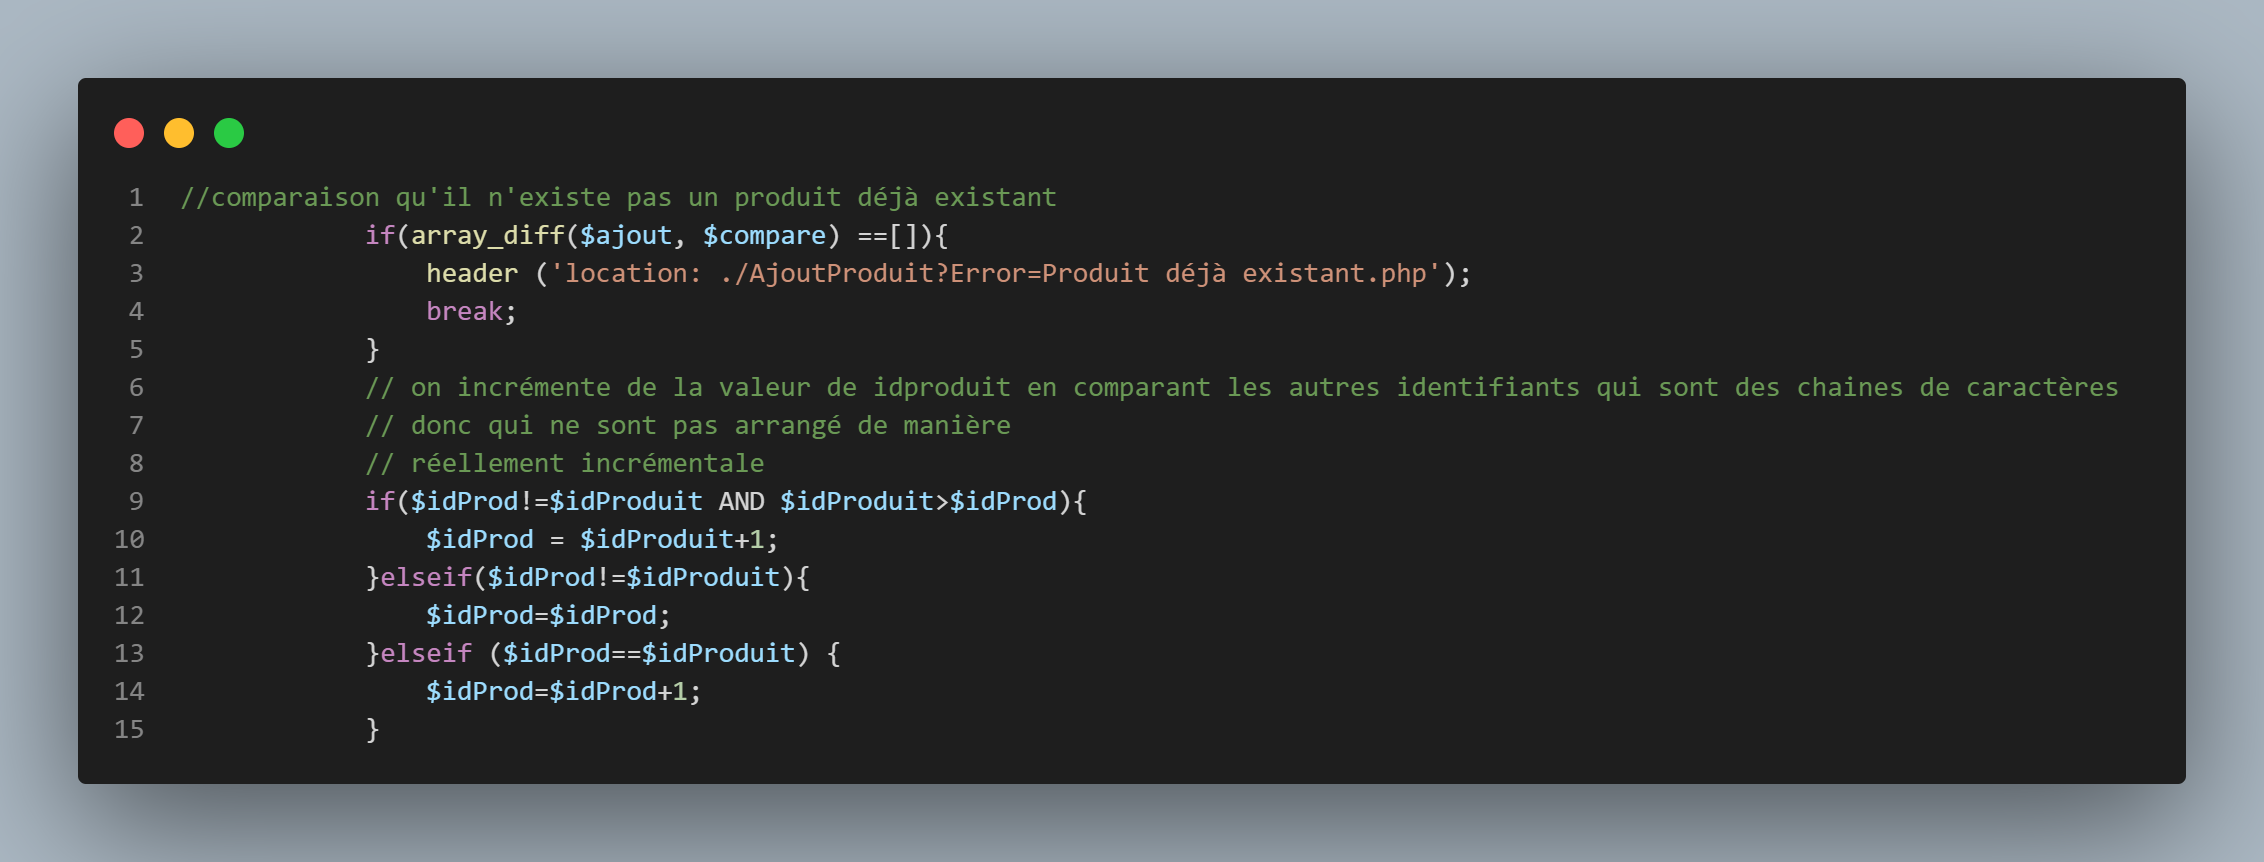 1 //comparaison qu'il n'existe pas un produit déjà existant
2 if(array_diff($ajout, $compare) ==[]){
3 header ('location: ./AjoutProduit?Error=Produit déjà existant.php');
4 break;
5 }
6 // on incrémente de la valeur de idproduit en comparant les autres identifiants qui sont des chaines de caractères
7 // donc qui ne sont pas arrangé de manière
8 // réellement incrémentale
9 if($idProd!=$idProduit AND $idProduit>$idProd){
10 $idProd = $idProduit+1;
11 }elseif($idProd!=$idProduit){
12 $idProd=$idProd;
13 }elseif ($idProd==$idProduit) {
14 $idProd=$idProd+1;
15 }